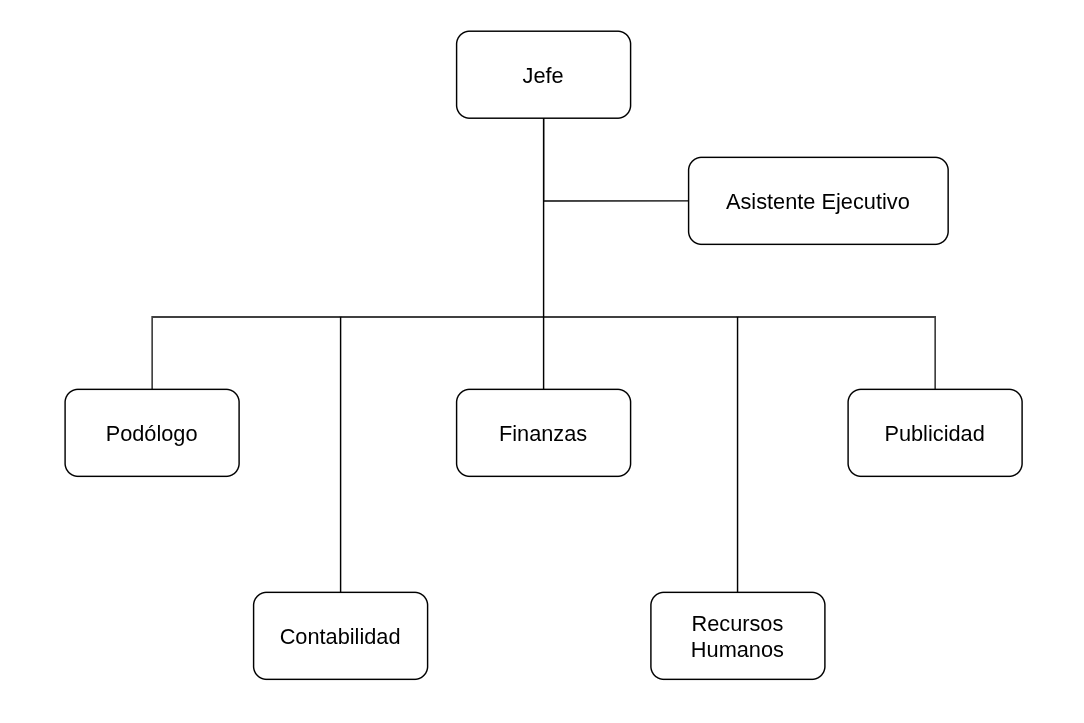 Jefe
Asistente Ejecutivo
Podólogo
Finanzas
Publicidad
Contabilidad
Recursos
Humanos